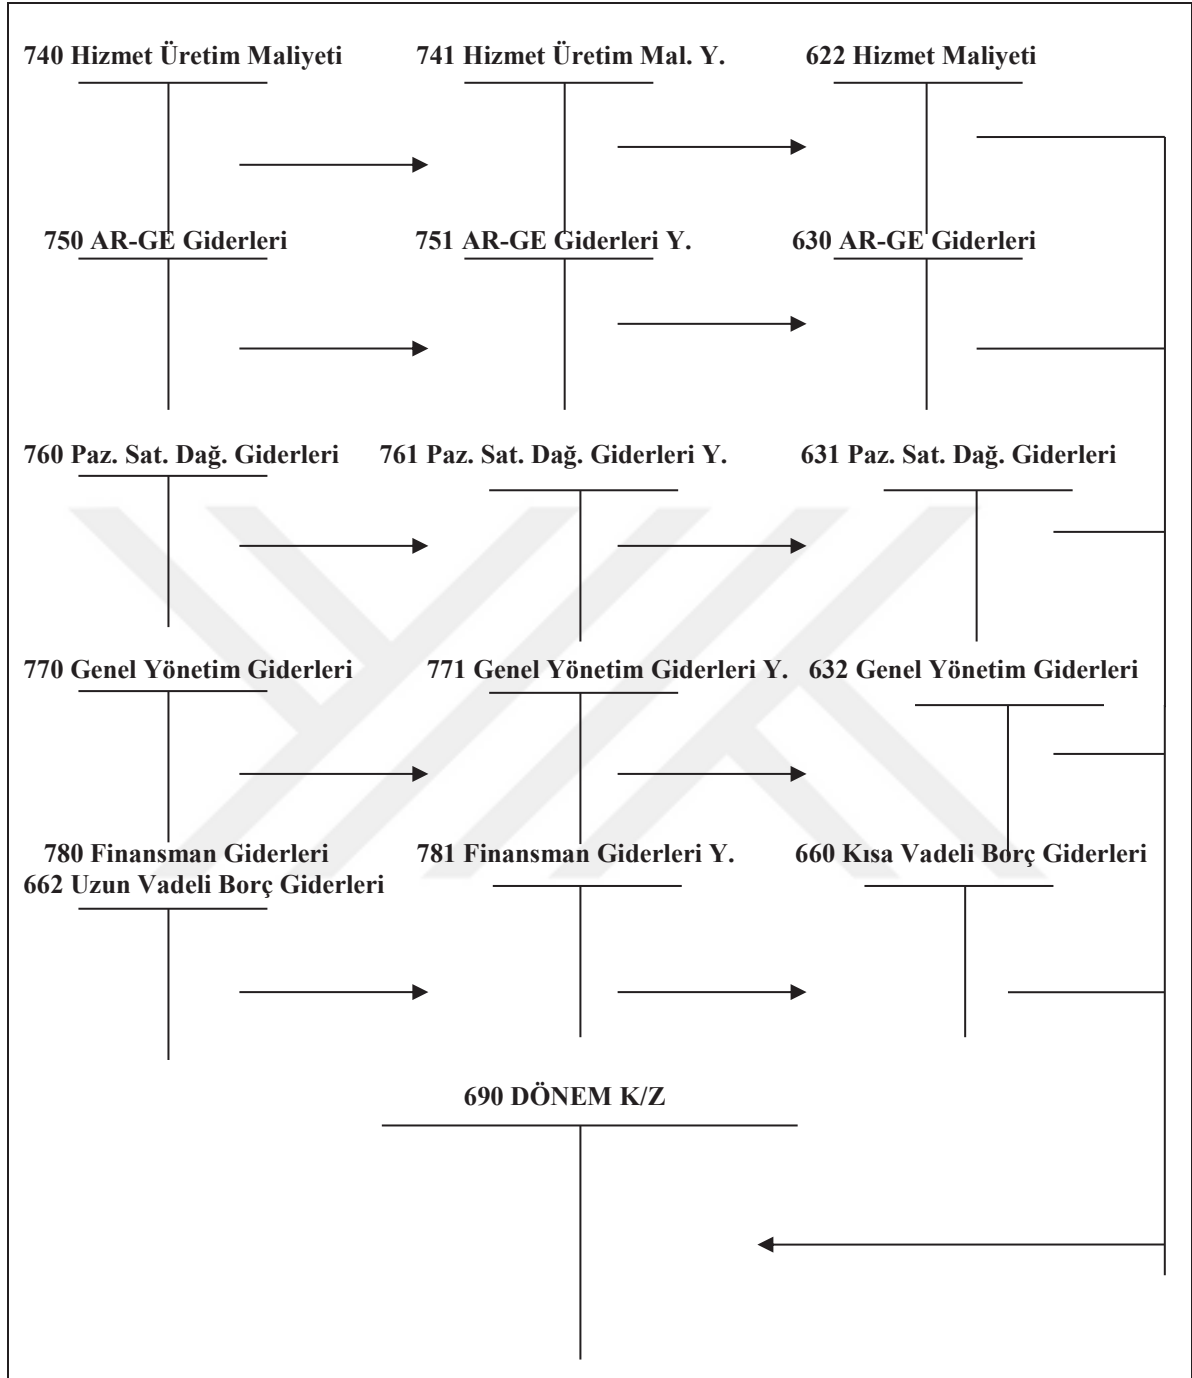 740 Hizmet Üretim Maliyeti 741 Hizmet Üretim Mal. Y. 622 Hizmet Maliyeti
750 AR-GE Giderleri 751 AR-GE Giderleri Y. 630 AR-GE Giderleri
760 Paz. Sat. Dağ. Giderleri 761 Paz. Sat. Dağ. Giderleri Y. 631 Paz. Sat. Dağ. Giderleri
770 Genel Yönetim Giderleri 771 Genel Yönetim Giderleri Y. 632 Genel Yönetim Giderleri
780 Finansman Giderleri 781 Finansman Giderleri Y. 660 Kısa Vadeli Borç Giderleri
662 Uzun Vadeli Borç Giderleri
690 DÖNEM K/Z